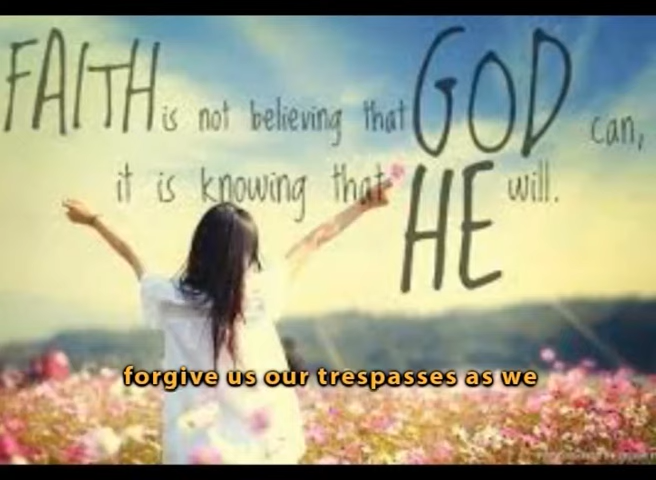 FAITH is not believing that GOD can,
it is knowing that HE will.
forgive us our trespasses as we